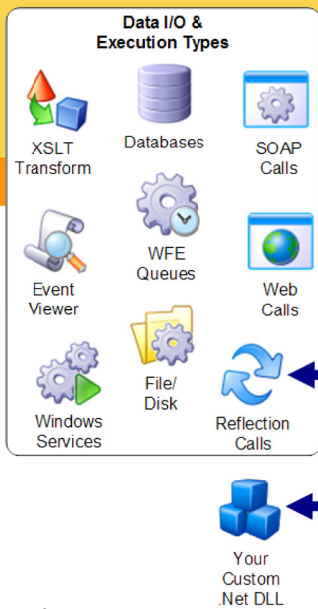 Data I/O &
Execution Types
XSLT
Transform
Databases
SOAP
Calls
Event
Viewer
WFE
Queues
Web
Calls
Windows
Services
File/
Disk
Reflection
Calls
Your
Custom
.Net DLL